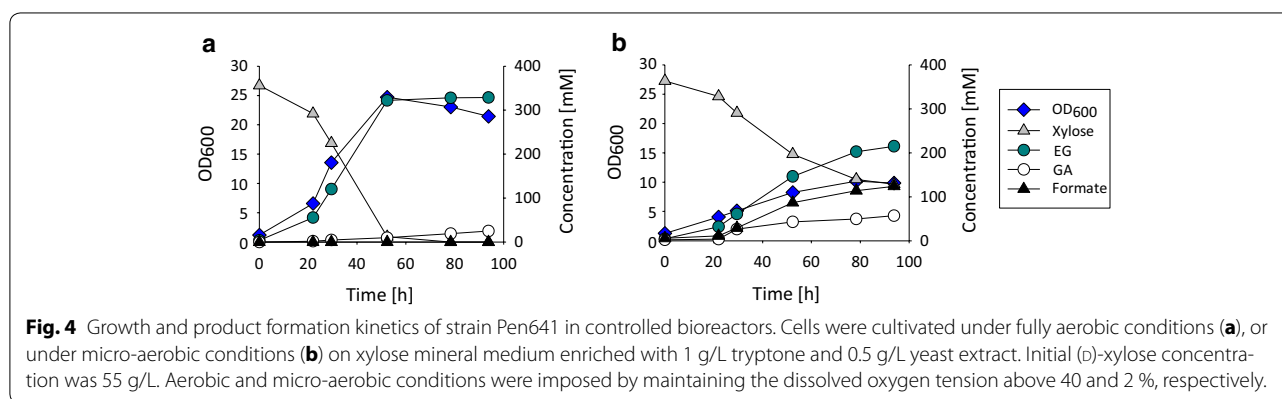 a
b
30
25
20
15
10
5
0
OD600
400
300
200
100
0
Concentration [mM]
0 20 40 60 80 100
Time [h]
30
25
20
15
10
5
0
OD600
400
300
200
100
0
Concentration [mM]
0 20 40 60 80 100
Time [h]
OD600
Xylose
EG
GA
Formate
Fig. 4 Growth and product formation kinetics of strain Pen641 in controlled bioreactors. Cells were cultivated under fully aerobic conditions (a), or
under micro-aerobic conditions (b) on xylose mineral medium enriched with 1 g/L tryptone and 0.5 g/L yeast extract. Initial (D)-xylose concentra-
tion was 55 g/L. Aerobic and micro-aerobic conditions were imposed by maintaining the dissolved oxygen tension above 40 and 2 %, respectively.